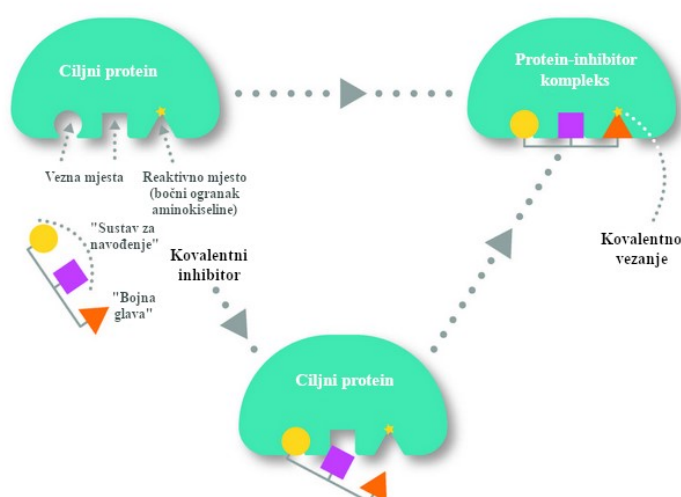 Ciljni protein
Protein-inhibitor
kompleks
Vezna mjesta
Reaktivno mjesto
(bočni ogranak
aminokiseline)
"Sustav za
navođenje"
Kovalentni
inhibitor
"Bojna
glava"
Kovalentno
vezanje
Ciljni protein